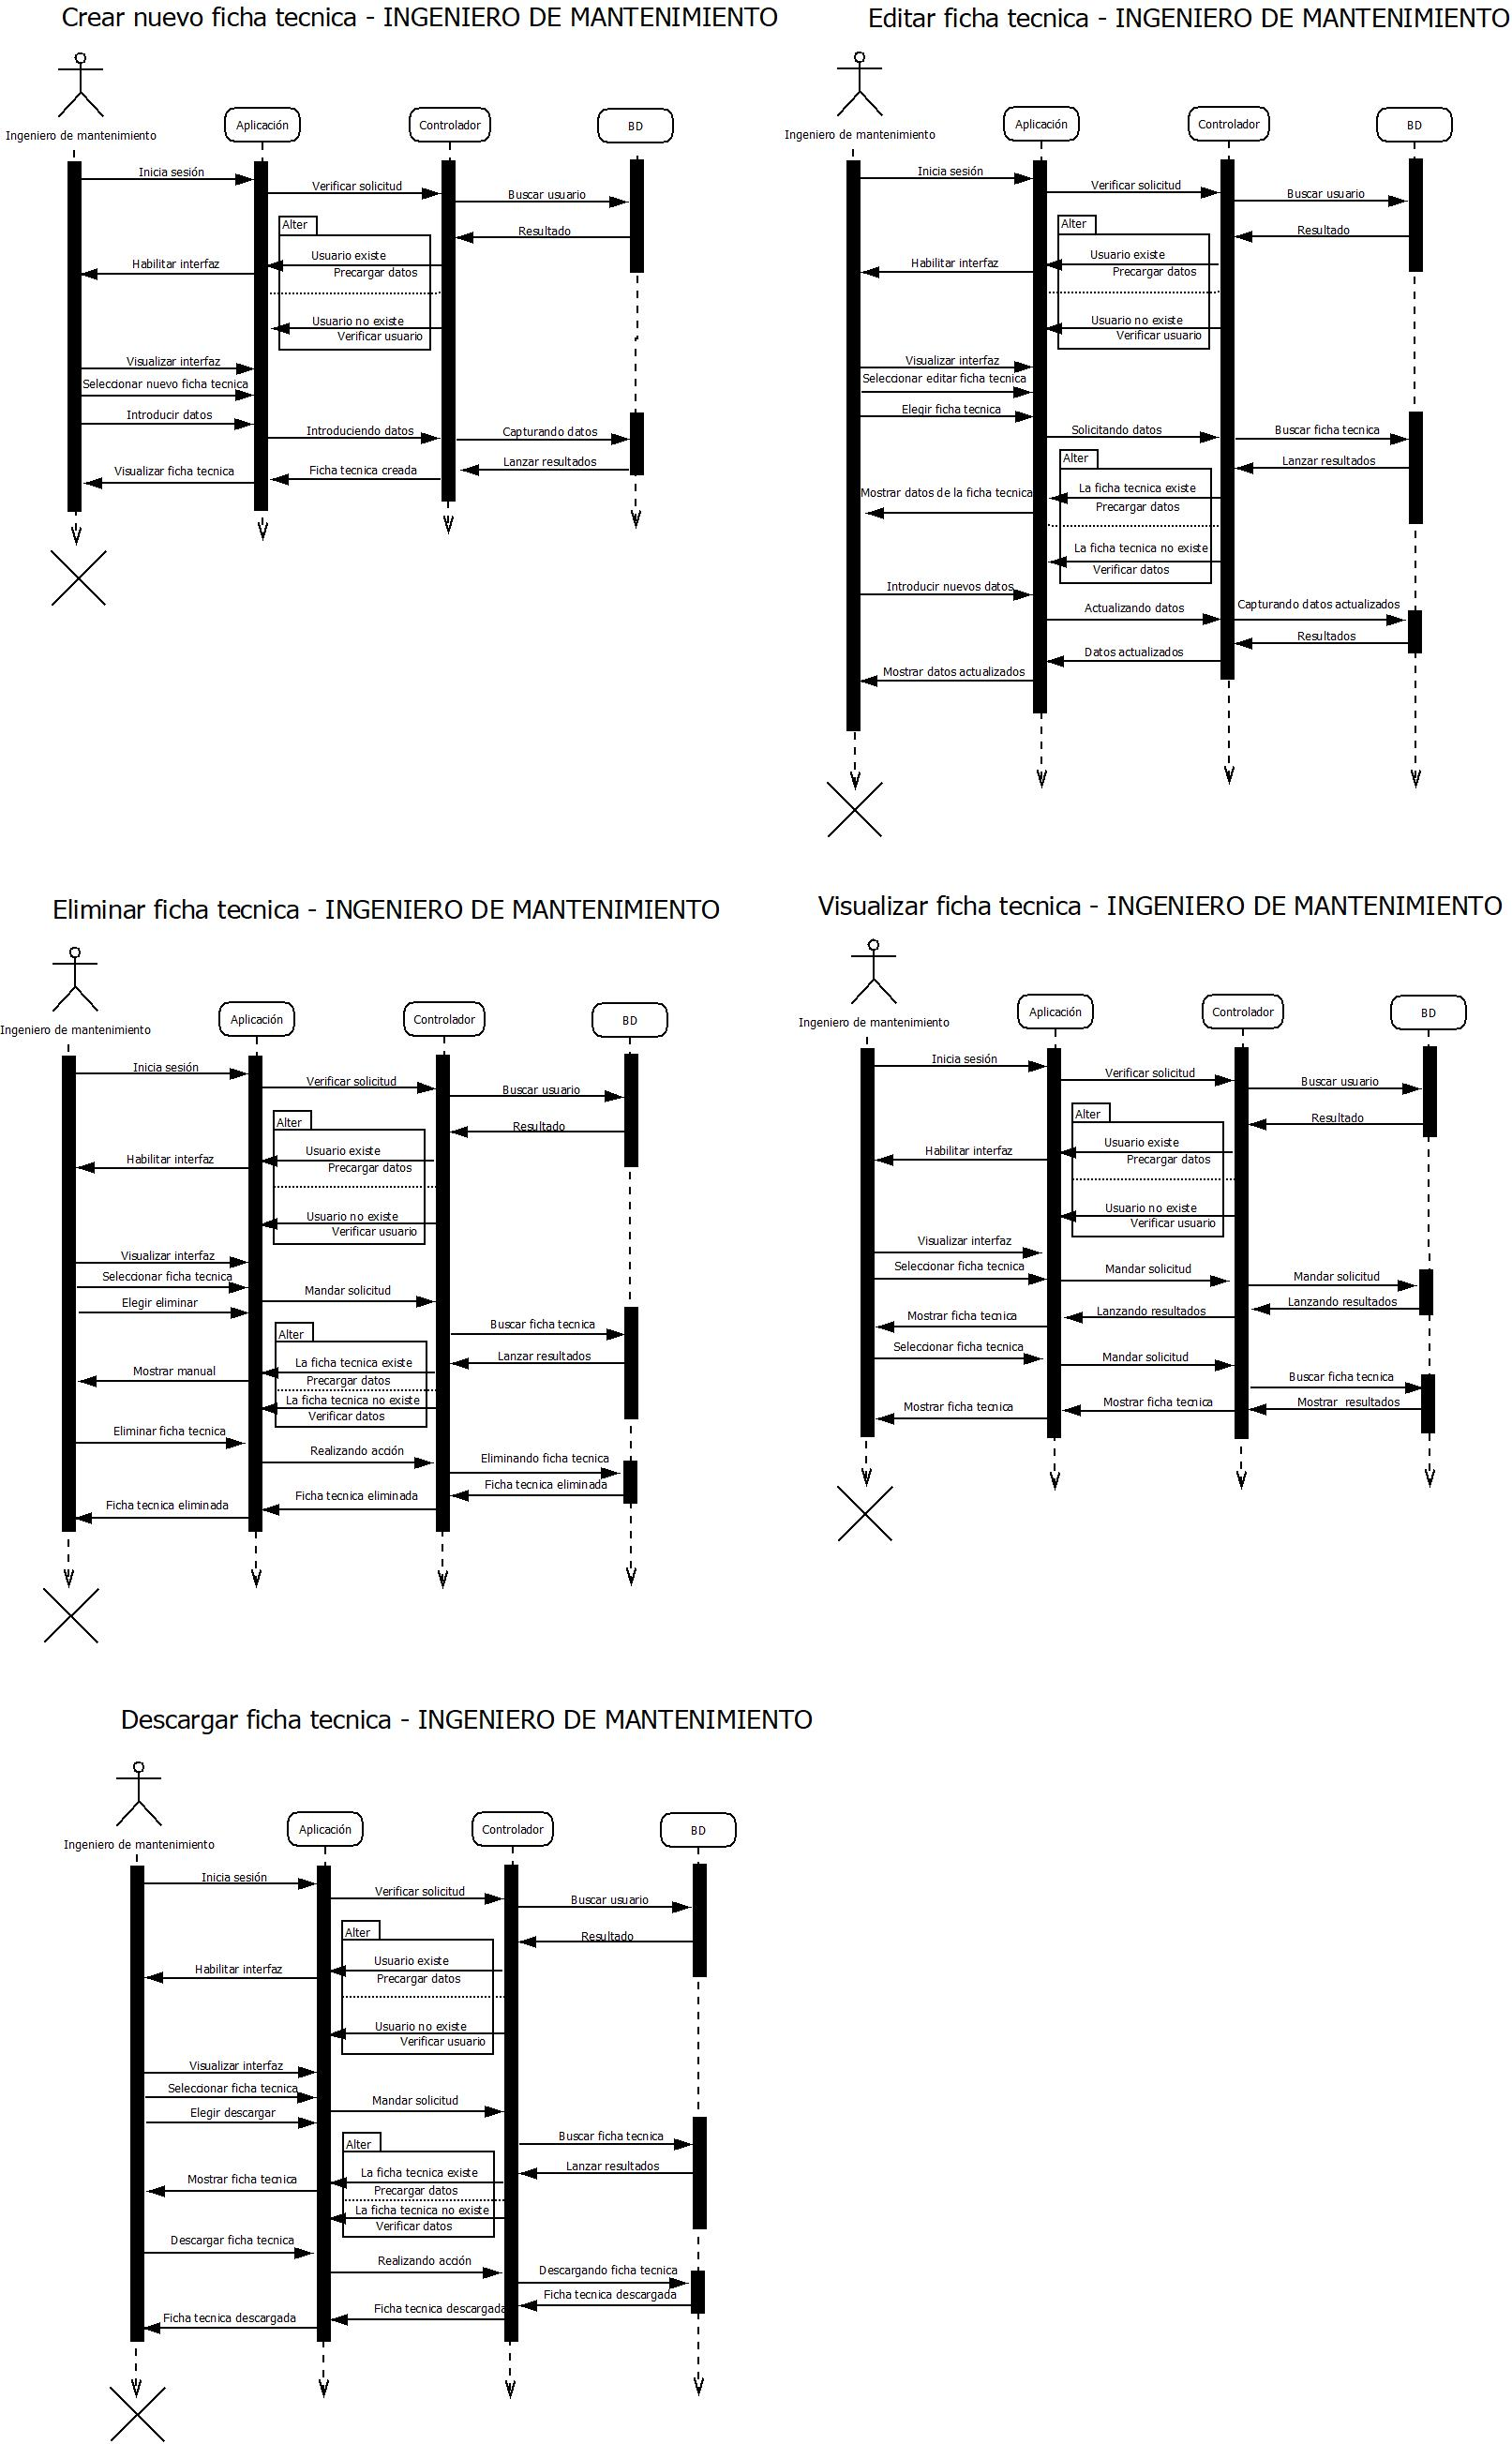 Crear nuevo ficha tecnica - INGENIERO DE MANTENIMIENTO
Ingeniero de mantenimiento
Aplicación
Controlador
BD
Inicia sesión
Verificar solicitud
Buscar usuario
Resultado
Alter
Usuario existe
Precargar datos
Habilitar interfaz
Usuario no existe
Verificar usuario
Visualizar interfaz
Seleccionar nuevo ficha tecnica
Introducir datos
Introduciendo datos
Capturando datos
Lanzar resultados
Ficha tecnica creada
Visualizar ficha tecnica
Editar ficha tecnica - INGENIERO DE MANTENIMIENTO
Ingeniero de mantenimiento
Aplicación
Controlador
BD
Inicia sesión
Verificar solicitud
Buscar usuario
Resultado
Alter
Usuario existe
Precargar datos
Habilitar interfaz
Usuario no existe
Verificar usuario
Visualizar interfaz
Seleccionar editar ficha tecnica
Elegir ficha tecnica
Solicitando datos
Buscar ficha tecnica
Lanzar resultados
Alter
La ficha tecnica existe
Precargar datos
Mostrar datos de la ficha tecnica
La ficha tecnica no existe
Verificar datos
Introducir nuevos datos
Actualizando datos
Capturando datos actualizados
Resultados
Datos actualizados
Mostrar datos actualizados
Eliminar ficha tecnica - INGENIERO DE MANTENIMIENTO
Ingeniero de mantenimiento
Aplicación
Controlador
BD
Inicia sesión
Verificar solicitud
Buscar usuario
Resultado
Alter
Usuario existe
Precargar datos
Habilitar interfaz
Usuario no existe
Verificar usuario
Visualizar interfaz
Seleccionar ficha tecnica
Elegir eliminar
Mandar solicitud
Buscar ficha tecnica
Lanzar resultados
Alter
La ficha tecnica existe
Precargar datos
Mostrar manual
La ficha tecnica no existe
Verificar datos
Eliminar ficha tecnica
Realizando acción
Eliminando ficha tecnica
Ficha tecnica eliminada
Ficha tecnica eliminada
Ficha tecnica eliminada
Visualizar ficha tecnica - INGENIERO DE MANTENIMIENTO
Ingeniero de mantenimiento
Aplicación
Controlador
BD
Inicia sesión
Verificar solicitud
Buscar usuario
Resultado
Alter
Usuario existe
Precargar datos
Habilitar interfaz
Usuario no existe
Verificar usuario
Visualizar interfaz
Seleccionar ficha tecnica
Mandar solicitud
Mandar solicitud
Lanzando resultados
Lanzando resultados
Mostrar ficha tecnica
Seleccionar ficha tecnica
Mandar solicitud
Buscar ficha tecnica
Mostrar  resultados
Mostrar ficha tecnica
Mostrar ficha tecnica
Descargar ficha tecnica - INGENIERO DE MANTENIMIENTO
Ingeniero de mantenimiento
Aplicación
Controlador
BD
Inicia sesión
Verificar solicitud
Buscar usuario
Resultado
Alter
Usuario existe
Precargar datos
Habilitar interfaz
Usuario no existe
Verificar usuario
Visualizar interfaz
Seleccionar ficha tecnica
Elegir descargar
Mandar solicitud
Buscar ficha tecnica
Lanzar resultados
Alter
La ficha tecnica existe
Precargar datos
Mostrar ficha tecnica
La ficha tecnica no existe
Verificar datos
Descargar ficha tecnica
Realizando acción
Descargando ficha tecnica
Ficha tecnica descargada
Ficha tecnica descargada
Ficha tecnica descargada